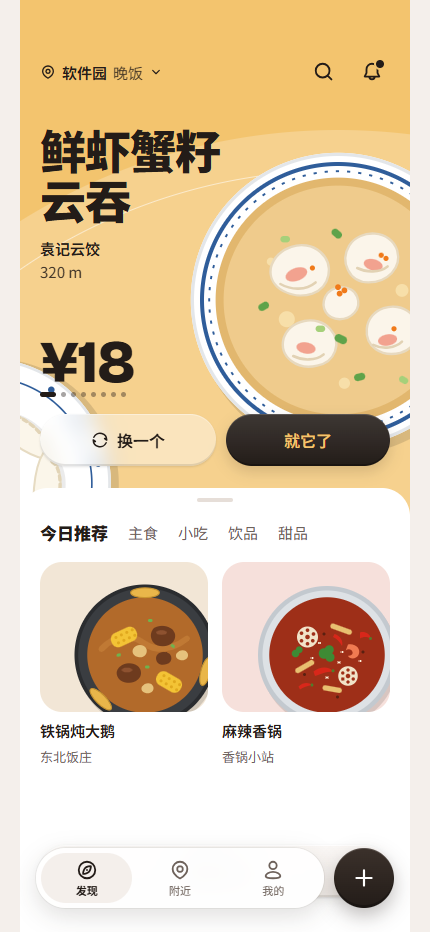 软件园 晚饭
鲜虾蟹籽
云吞
袁记云饺
320 m
¥18
换一个
就它了
今日推荐 主食 小吃 饮品 甜品
铁锅炖大鹅
东北饭庄
麻辣香锅
香锅小站
发现 附近 我的